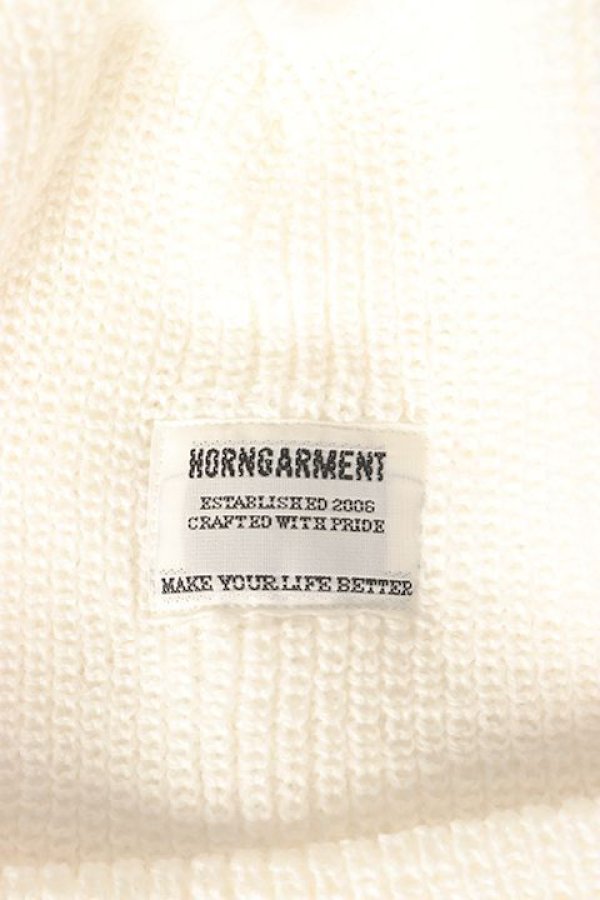 HORNGARMENT
ESTABLISHED 2006
CRAFTED WITH PRIDE
MAKE YOUR LIFE BETTER